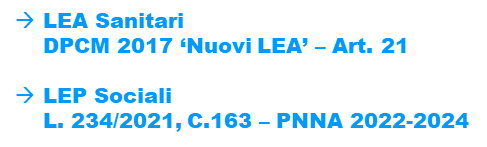 → LEA Sanitari
DPCM 2017 ‘Nuovi LEA’ – Art. 21
→ LEP Sociali
L. 234/2021, C.163 – PNNA 2022-2024